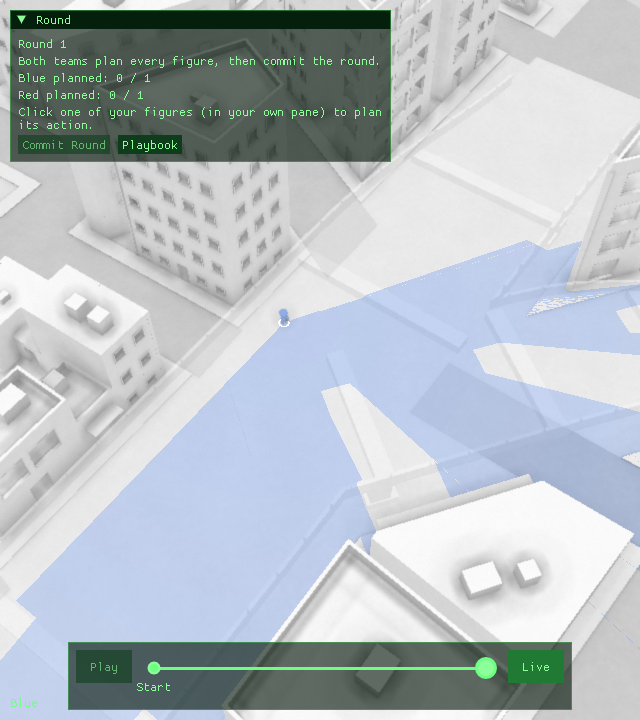 Round
Round 1
Both teams plan every figure, then commit the round.
Blue planned: 0 / 1
Red planned: 0 / 1
Click one of your figures (in your own pane) to plan
its action.
Commit Round
Playbook
Play
Start
Live
Blue